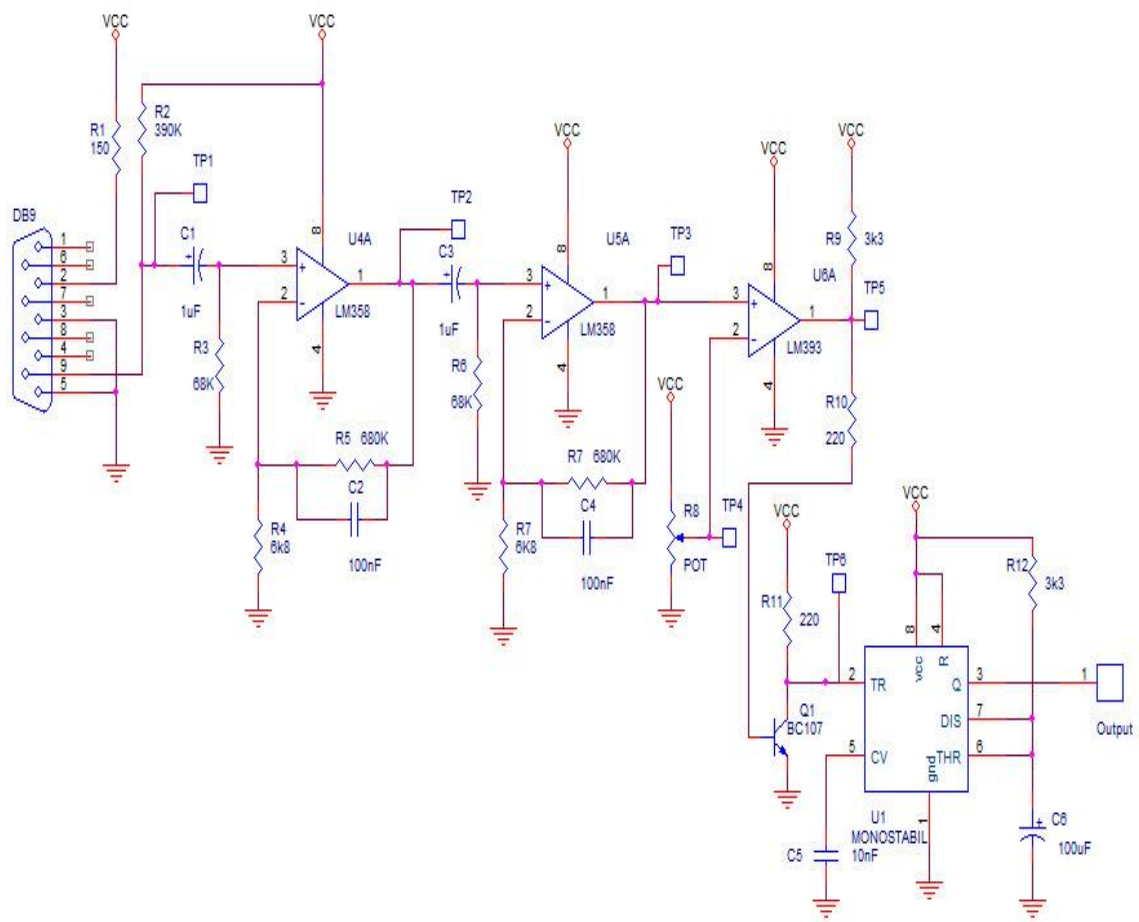 VCC
VCC
R1
150
R2
390K
TP1
DB9
1
6
2
7
3
8
4
9
5
C1
+
1uF
R3
68K
3
+
2
-
8
4
1
U4A
LM358
R5 680K
C2
100nF
R4
6k8
TP2
C3
+
1uF
R6
68K
VCC
3
+
2
-
8
4
1
U5A
LM358
R7 680K
C4
100nF
R7
6K8
TP3
VCC
R8
POT
TP4
VCC
3
+
2
-
8
4
1
U6A
LM393
VCC
R9
3k3
TP5
R10
220
VCC
R11
220
TP6
Q1
BC107
VCC
R12
3k3
8
4
vcc
R
2
TR
Q
3
1
Output
DIS
7
5
CV
THR
6
gnd
1
U1
MONOSTABIL
C5
10nF
C6
+
100uF